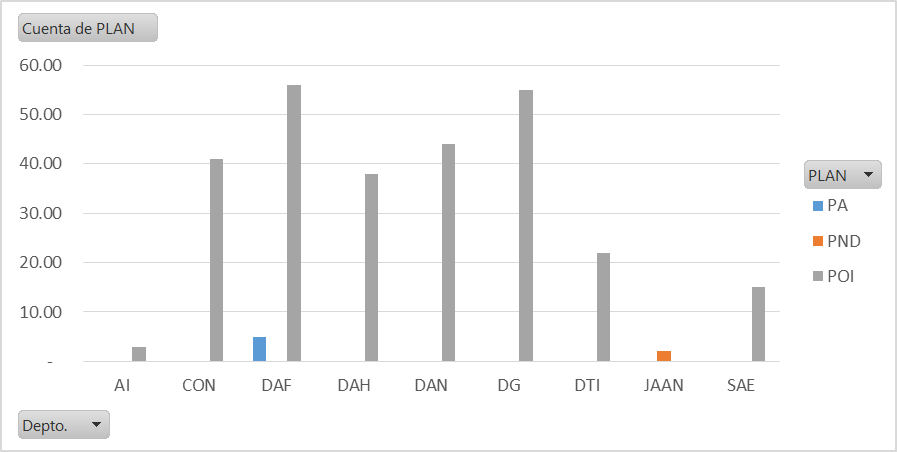 Cuenta de PLAN
60.00
50.00
40.00
30.00
20.00
10.00
-
AI CON DAF DAH DAN DG DTI JAAN SAE
PLAN
PA
PND
POI
Depto.